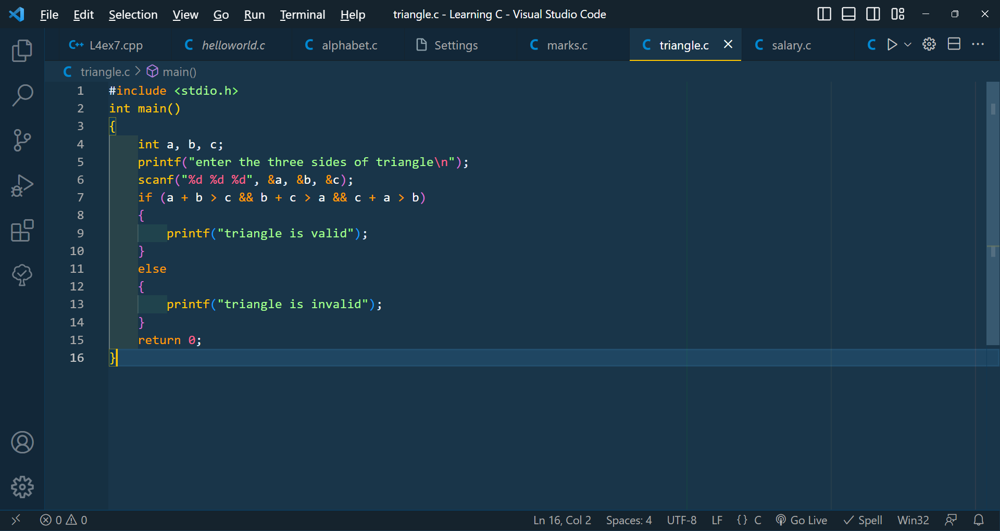 File Edit Selection View Go Run Terminal Help triangle.c - Learning C - Visual Studio Code
C++ L4ex7.cpp C helloworld.c C alphabet.c Settings C marks.c C triangle.c C salary.c C
C triangle.c > main()
1 #include <stdio.h>
2 int main()
3 {
4     int a, b, c;
5     printf("enter the three sides of triangle\n");
6     scanf("%d %d %d", &a, &b, &c);
7     if (a + b > c && b + c > a && c + a > b)
8     {
9         printf("triangle is valid");
10     }
11     else
12     {
13         printf("triangle is invalid");
14     }
15     return 0;
16 }
0 0 Ln 16, Col 2 Spaces: 4 UTF-8 LF {} C Go Live Spell Win32